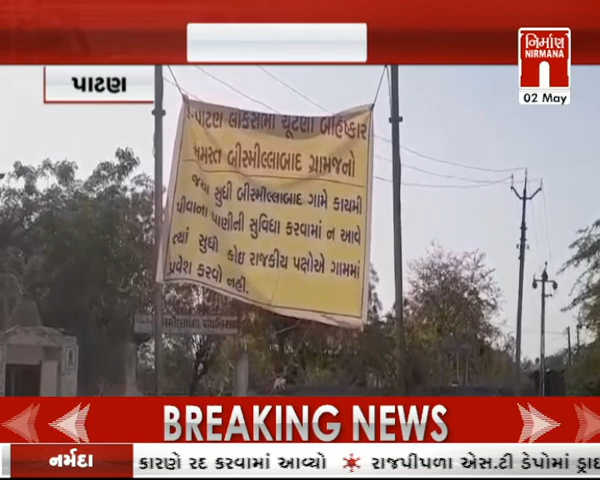 નિર્માણ
NIRMANA
02 May
પાટણ
૩-પાટણ લોકસભા ચૂંટણી બહિષ્કાર
સમસ્ત બીસ્મીલ્લાબાદ ગ્રામજનો
જ્યા સુધી બીસ્મીલ્લાબાદ ગામે કાયમી
પીવાના પાણીની સુવિધા કરવામાં ન આવે
ત્યાં સુધી કોઇ રાજકીય પક્ષોએ ગામમાં
પ્રવેશ કરવો નહી.
BREAKING NEWS
નર્મદા
કારણે રદ કરવામાં આવ્યો
રાજપીપળા એસ.ટી ડેપોમાં ડ્રાઇ